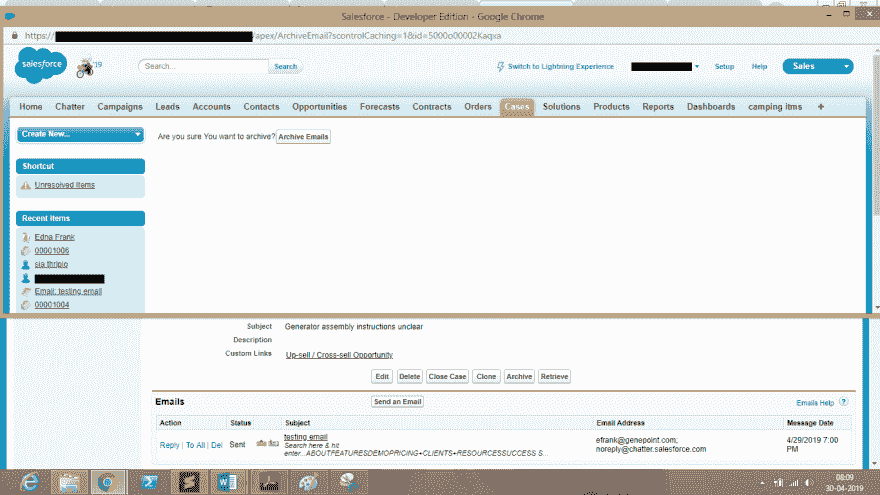 Salesforce - Developer Edition - Google Chrome
https:// /apex/ArchiveEmail?scontrolCaching=1&id=5000o00002Kaqxa
salesforce '19 Search... Search Switch to Lightning Experience Setup Help Sales
Home Chatter Campaigns Leads Accounts Contacts Opportunities Forecasts Contracts Orders Cases Solutions Products Reports Dashboards camping itms +
Create New...
Are you sure You want to archive? Archive Emails
Shortcut
Unresolved Items
Recent Items
Edna Frank
00001006
sia thripio
Email: testing email
00001004
Subject Generator assembly instructions unclear
Description
Custom Links Up-sell / Cross-sell Opportunity
Edit Delete Close Case Clone Archive Retrieve
Emails Send an Email Emails Help ?
Action Status Subject Email Address Message Date
Reply | To All | Del Sent testing email
Search here & hit
enter...ABOUTFEATURESDEMOPRICING+CLIENTS+RESOURCESSUCCESS S...
efrank@genepoint.com;
noreply@chatter.salesforce.com
4/29/2019 7:00
PM
08:09
30-04-2019